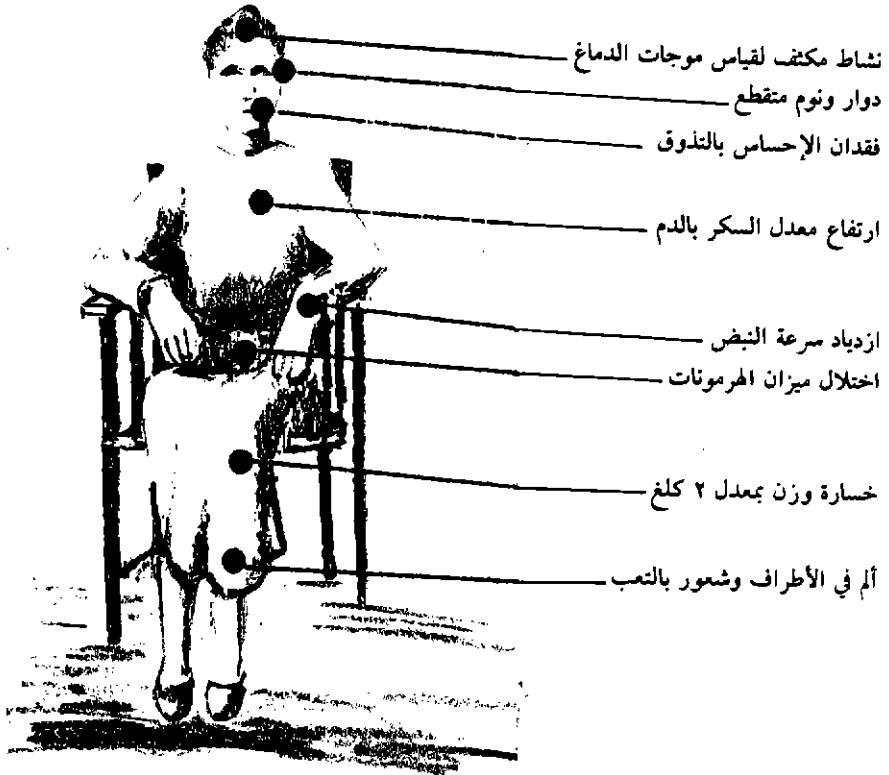 نشاط مكثف لقياس موجات الدماغ
دوار ونوم متقطع
فقدان الإحساس بالتذوق
ارتفاع معدل السكر بالدم
ازدياد سرعة النبض
اختلال ميزان الهرمونات
خسارة وزن بمعدل ٢ كلغ
ألم في الأطراف وشعور بالتعب